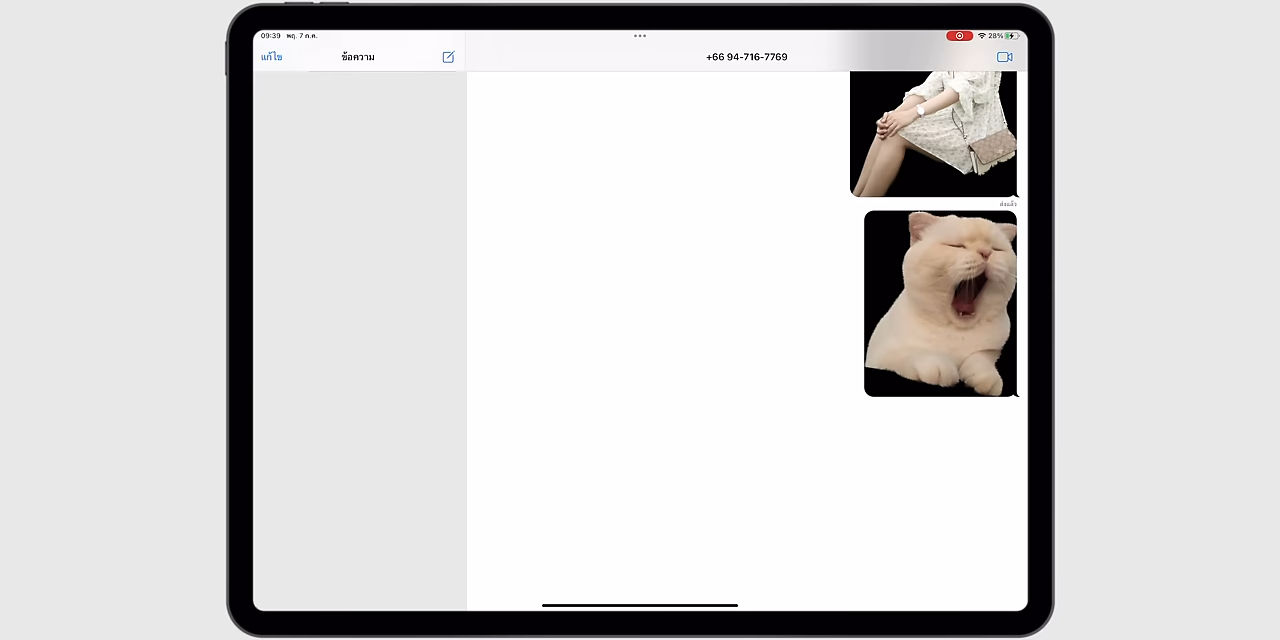 09:39 พฤ. 7 ก.ค.
28%
แก้ไข
ข้อความ
+66 94-716-7769
ส่งแล้ว